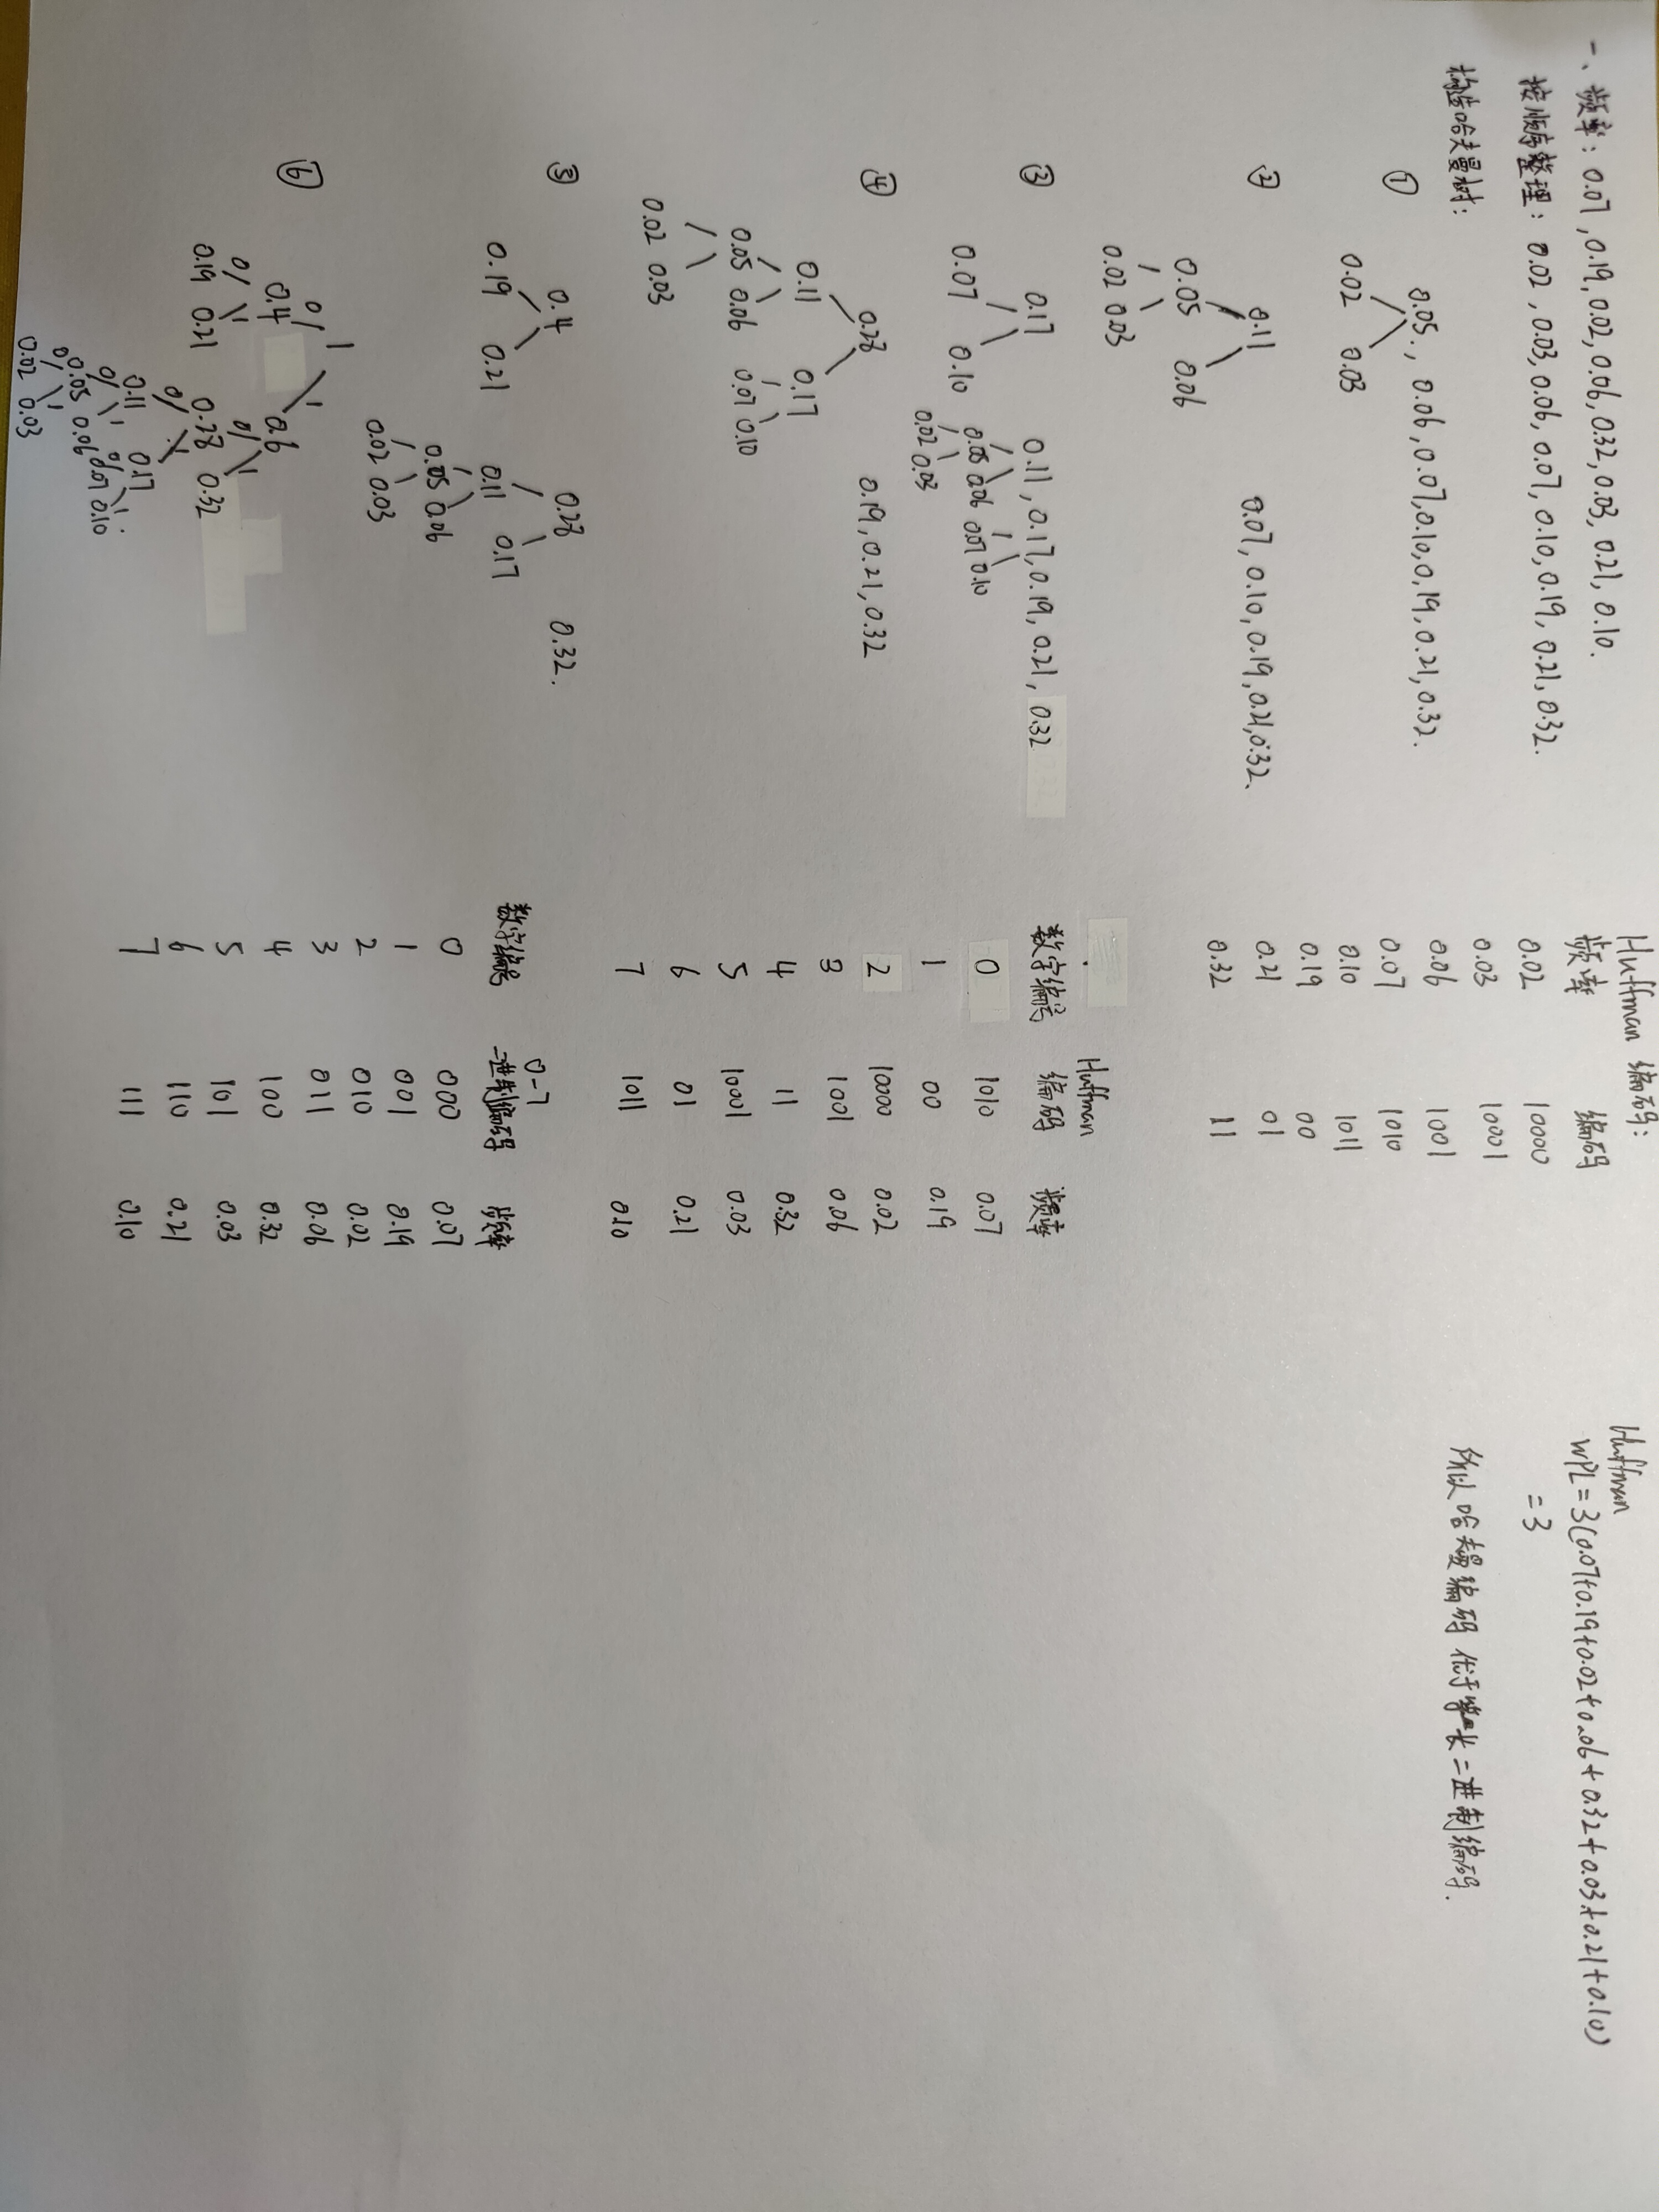 一、频率：0.07,0.19,0.02,0.06,0.32,0.03,0.21,0.10.
按顺序整理：0.02,0.03,0.06,0.07,0.10,0.19,0.21,0.32.
构造哈夫曼树：
① 0.05., 0.06,0.07,0.10,0.19,0.21,0.32.
0.02 0.03
② 0.11 0.07,0.10,0.19,0.21,0.32.
0.05 0.06
0.02 0.03
③ 0.17 0.11,0.17,0.19,0.21,0.32
0.07 0.10 0.05 0.06 0.07 0.10
0.02 0.03
④ 0.28 0.19,0.21,0.32
0.11 0.17
0.05 0.06 0.07 0.10
0.02 0.03
⑤ 0.4 0.28 0.32.
0.19 0.21 0.11 0.17
0.05 0.06
0.02 0.03
⑥ 1
0 1
0.4 0.6
0 1 0 1
0.19 0.21 0.28 0.32
0 1
0.11 0.17
0 1 0 1
0.05 0.06 0.07 0.10
0 1
0.02 0.03
Huffman 编码：
频率 编码
0.02 10000
0.03 10001
0.06 1001
0.07 1010
0.10 1011
0.19 00
0.21 01
0.32 11
Huffman
数字编号 编码 频率
0 1010 0.07
1 00 0.19
2 10000 0.02
3 1001 0.06
4 11 0.32
5 10001 0.03
6 01 0.21
7 1011 0.10
0-7
数字编号 二进制编码 频率
0 000 0.07
1 001 0.19
2 010 0.02
3 011 0.06
4 100 0.32
5 101 0.03
6 110 0.21
7 111 0.10
Huffman
WPL=3(0.07+0.19+0.02+0.06+0.32+0.03+0.21+0.10)
=3
所以哈夫曼编码优于等长二进制编码.